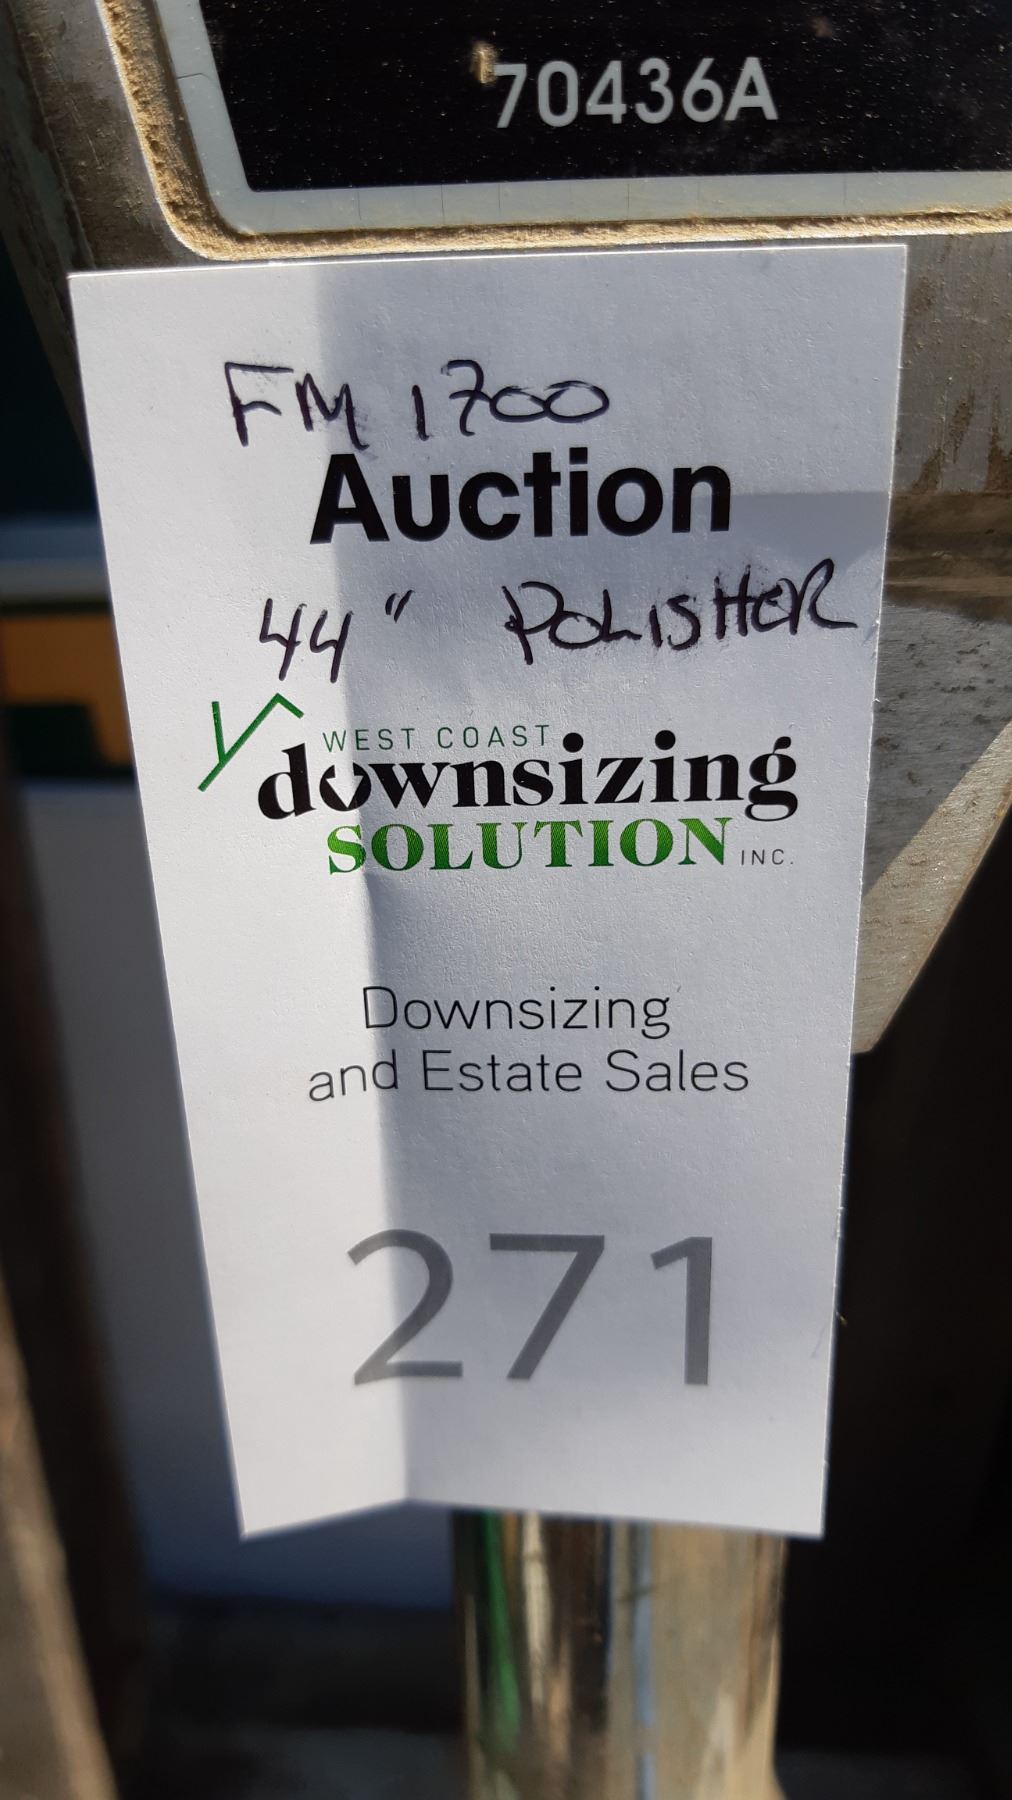 70436A
FM 1700
Auction
44" POLISHER
WEST COAST
downsizing
SOLUTION INC.
Downsizing
and Estate Sales
271